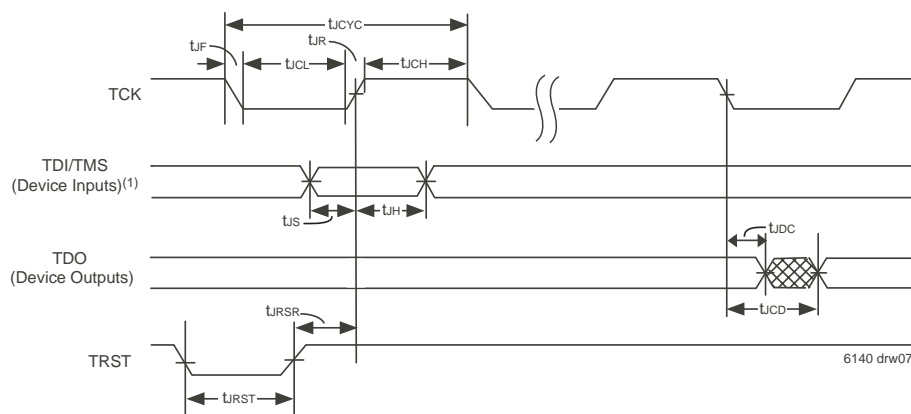 tJCYC
tJF
tJCL
tJR
tJCH
TCK
TDI/TMS
(Device Inputs)(1)
tJS
tJH
tJDC
TDO
(Device Outputs)
tJCD
tJRSR
TRST
6140 drw07
tJRST